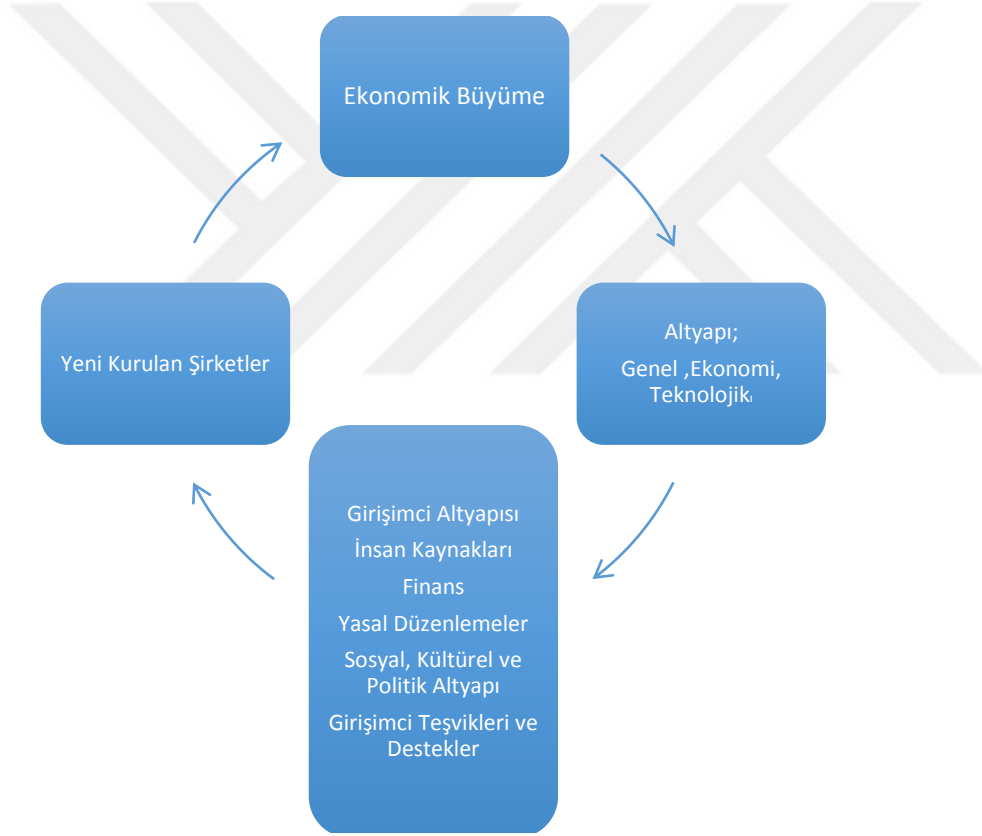 Ekonomik Büyüme
Altyapı;
Genel ,Ekonomi,
Teknolojik
Girişimci Altyapısı
İnsan Kaynakları
Finans
Yasal Düzenlemeler
Sosyal, Kültürel ve
Politik Altyapı
Girişimci Teşvikleri ve
Destekler
Yeni Kurulan Şirketler